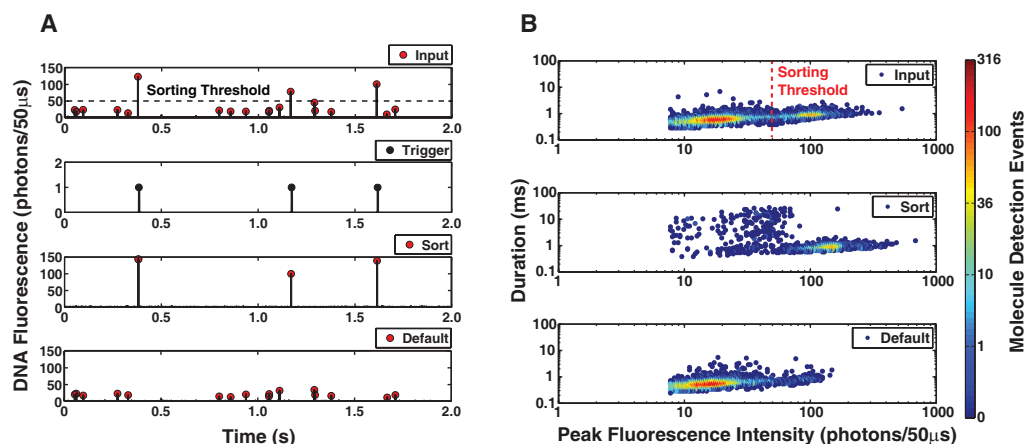 A
DNA Fluorescence (photons/50μs)
Input
150
100
50
0
Sorting Threshold
0 0.5 1.0 1.5 2.0
Trigger
2
1
0
0 0.5 1.0 1.5 2.0
Sort
150
100
50
0
0 0.5 1.0 1.5 2.0
Default
150
100
50
0
0 0.5 1.0 1.5 2.0
Time (s)
B
Duration (ms)
Input
100
10
1
0.1
Sorting
Threshold
1 10 100 1000
Sort
100
10
1
0.1
1 10 100 1000
Default
100
10
1
0.1
1 10 100 1000
Peak Fluorescence Intensity (photons/50μs)
316
100
36
10
1
0
Molecule Detection Events